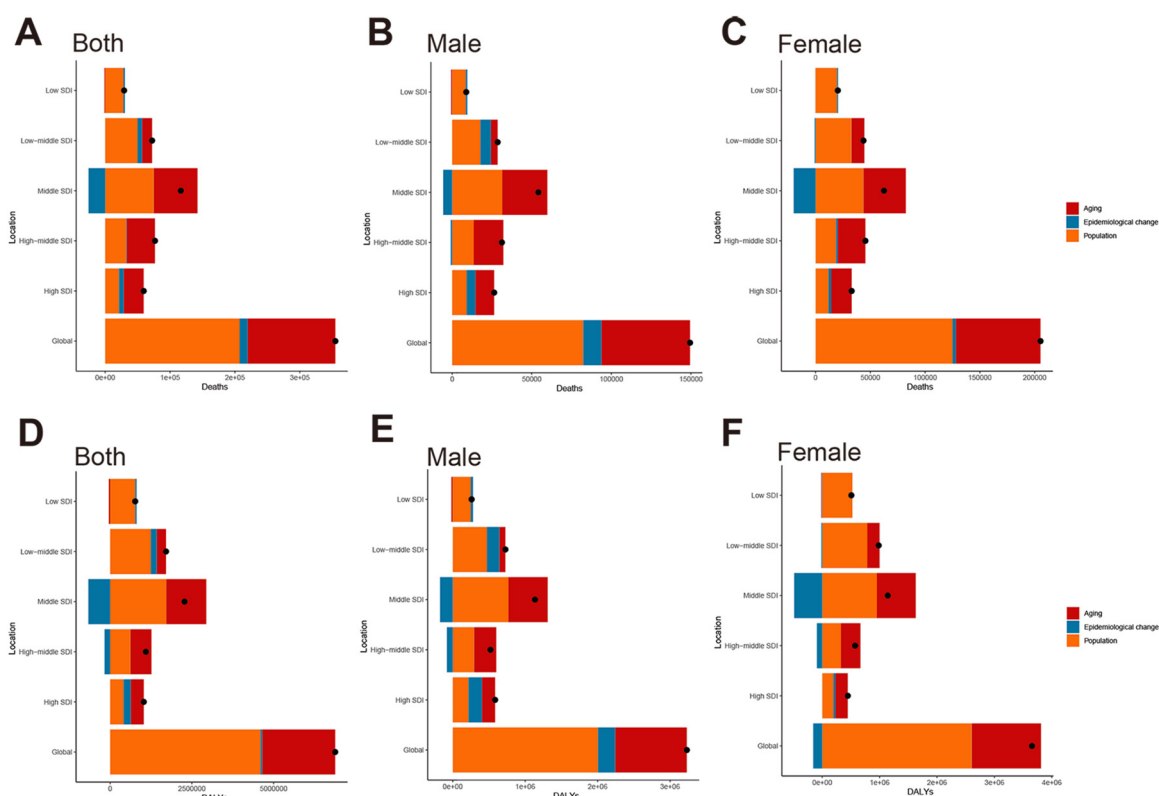 A Both
B Male
C Female
Location
Low SDI
Low-middle SDI
Middle SDI
High-middle SDI
High SDI
Global
0e+00 1e+05 2e+05 3e+05
Deaths
Location
Low SDI
Low-middle SDI
Middle SDI
High-middle SDI
High SDI
Global
0 50000 100000 150000
Deaths
Location
Low SDI
Low-middle SDI
Middle SDI
High-middle SDI
High SDI
Global
0 50000 100000 150000 200000
Deaths
Aging
Epidemiological change
Population
D Both
E Male
F Female
Location
Low SDI
Low-middle SDI
Middle SDI
High-middle SDI
High SDI
Global
0 2500000 5000000
DALYs
Location
Low SDI
Low-middle SDI
Middle SDI
High-middle SDI
High SDI
Global
0e+00 1e+06 2e+06 3e+06
DALYs
Location
Low SDI
Low-middle SDI
Middle SDI
High-middle SDI
High SDI
Global
0e+00 1e+06 2e+06 3e+06 4e+06
DALYs
Aging
Epidemiological change
Population